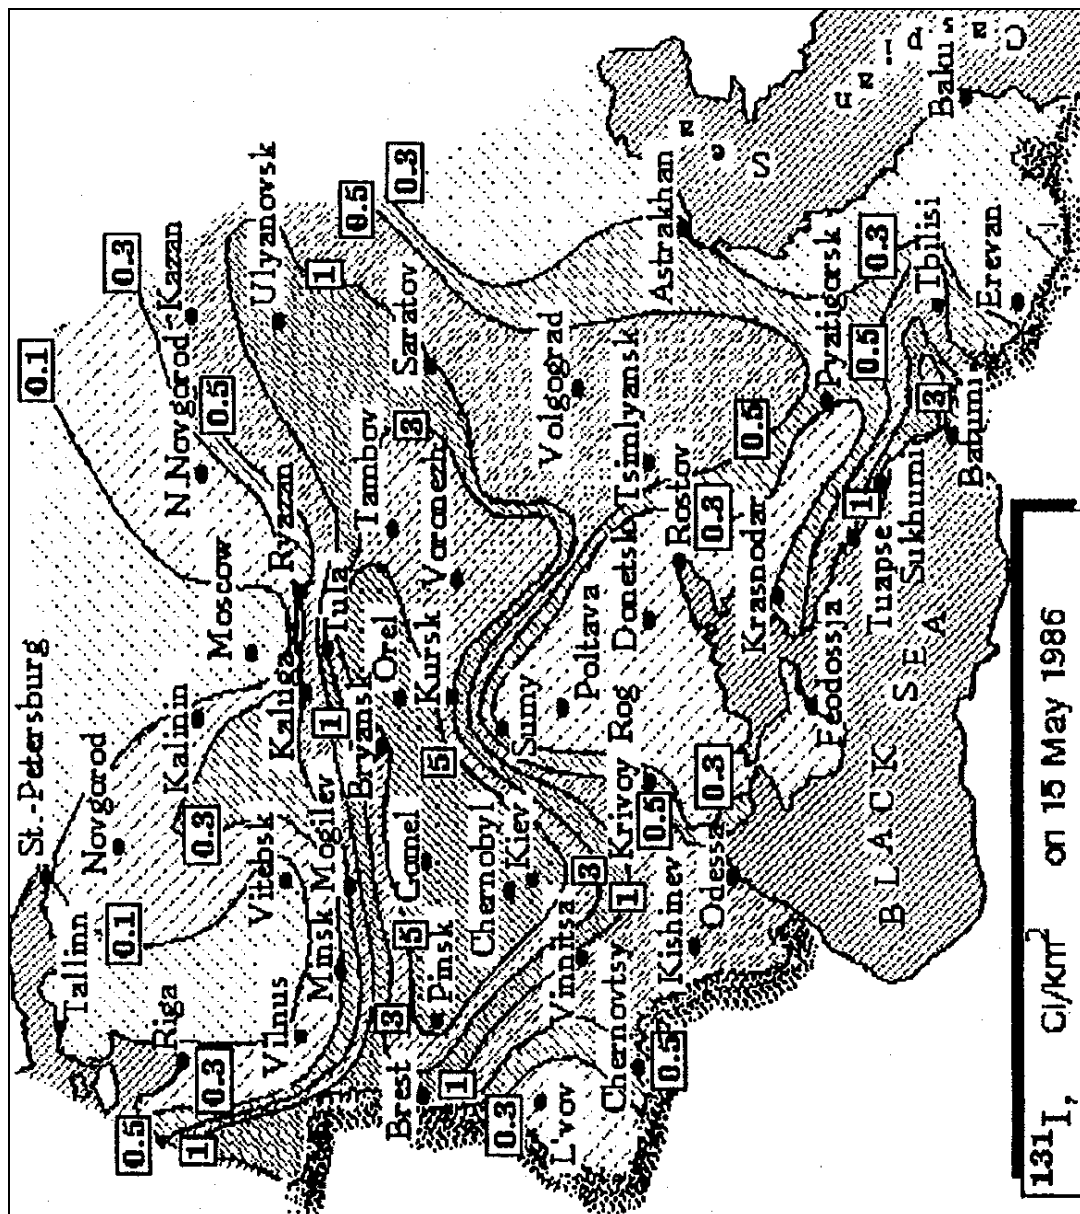 St.-Petersburg
0.1
Tallinn
Novgorod
0.1
0.3
0.5
Riga
Kalinin
N.Novgorod
Kazan
1
0.3
0.3
Moscow
0.5
Vilnus
Vitebsk
Kaluga
Ryazan
Ulyanovsk
Minsk
Mogilev
1
Tula
1
0.5
Bryansk
Orel
Tambov
3
0.3
Brest
5
Gomel
Kursk
3
Saratov
Pinsk
5
Voronezh
1
Chernobyl
0.3
Kiev
Sumy
Volgograd
L'vov
Vinnitsa
3
Poltava
Chernovtsy
1
Krivoy Rog
Donetsk
Tsimlyansk
Astrakhan
0.5
Kishinev
0.5
Rostov
Odessa
0.3
0.3
0.5
Krasnodar
Feodossja
Pyatigorsk
1
0.5
0.3
Tuapse
BLACK SEA
Sukhumi
3
Tbilisi
Baku
Batumi
Erevan
131I, Ci/km2 on 15 May 1986